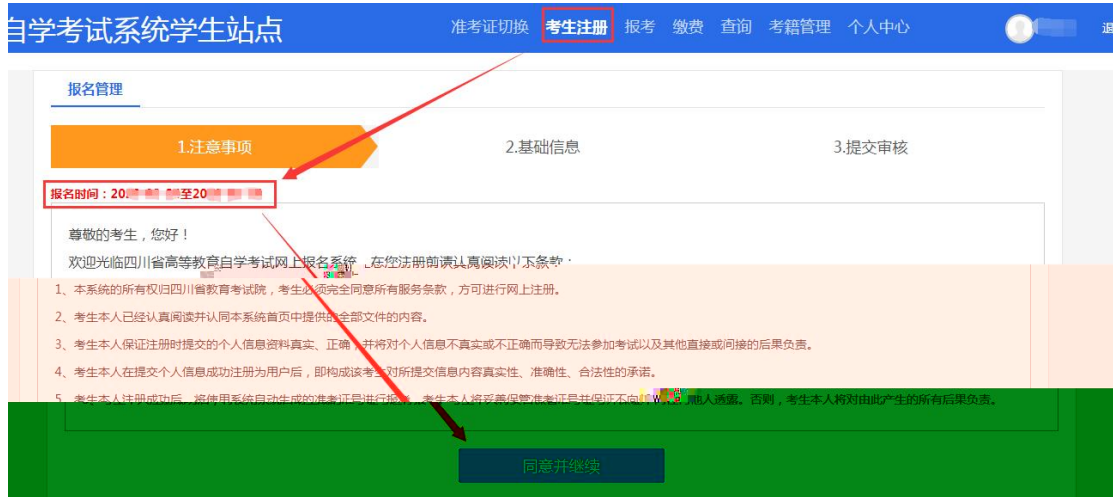 自学考试系统学生站点
准考证切换 考生注册 报考 缴费 查询 考籍管理 个人中心
报名管理
1.注意事项 2.基础信息 3.提交审核
报名时间：20 至20
尊敬的考生，您好！
欢迎光临四川省高等教育自学考试网上报名系统，在您注册前请认真阅读以下条款：
1、本系统的所有权归四川省教育考试院，考生必须完全同意所有服务条款，方可进行网上注册。
2、考生本人已经认真阅读并认同本系统首页中提供的全部文件的内容。
3、考生本人保证注册时提交的个人信息资料真实、正确，并将对个人信息不真实或不正确而导致无法参加考试以及其他直接或间接的后果负责。
4、考生本人在提交个人信息成功注册为用户后，即构成该考生对所提交信息内容真实性、准确性、合法性的承诺。
5、考生本人注册成功后，将使用系统自动生成的准考证号进行报考，考生本人将妥善保管准考证号并保证不向 他人透露。否则，考生本人将对由此产生的所有后果负责。
同意并继续